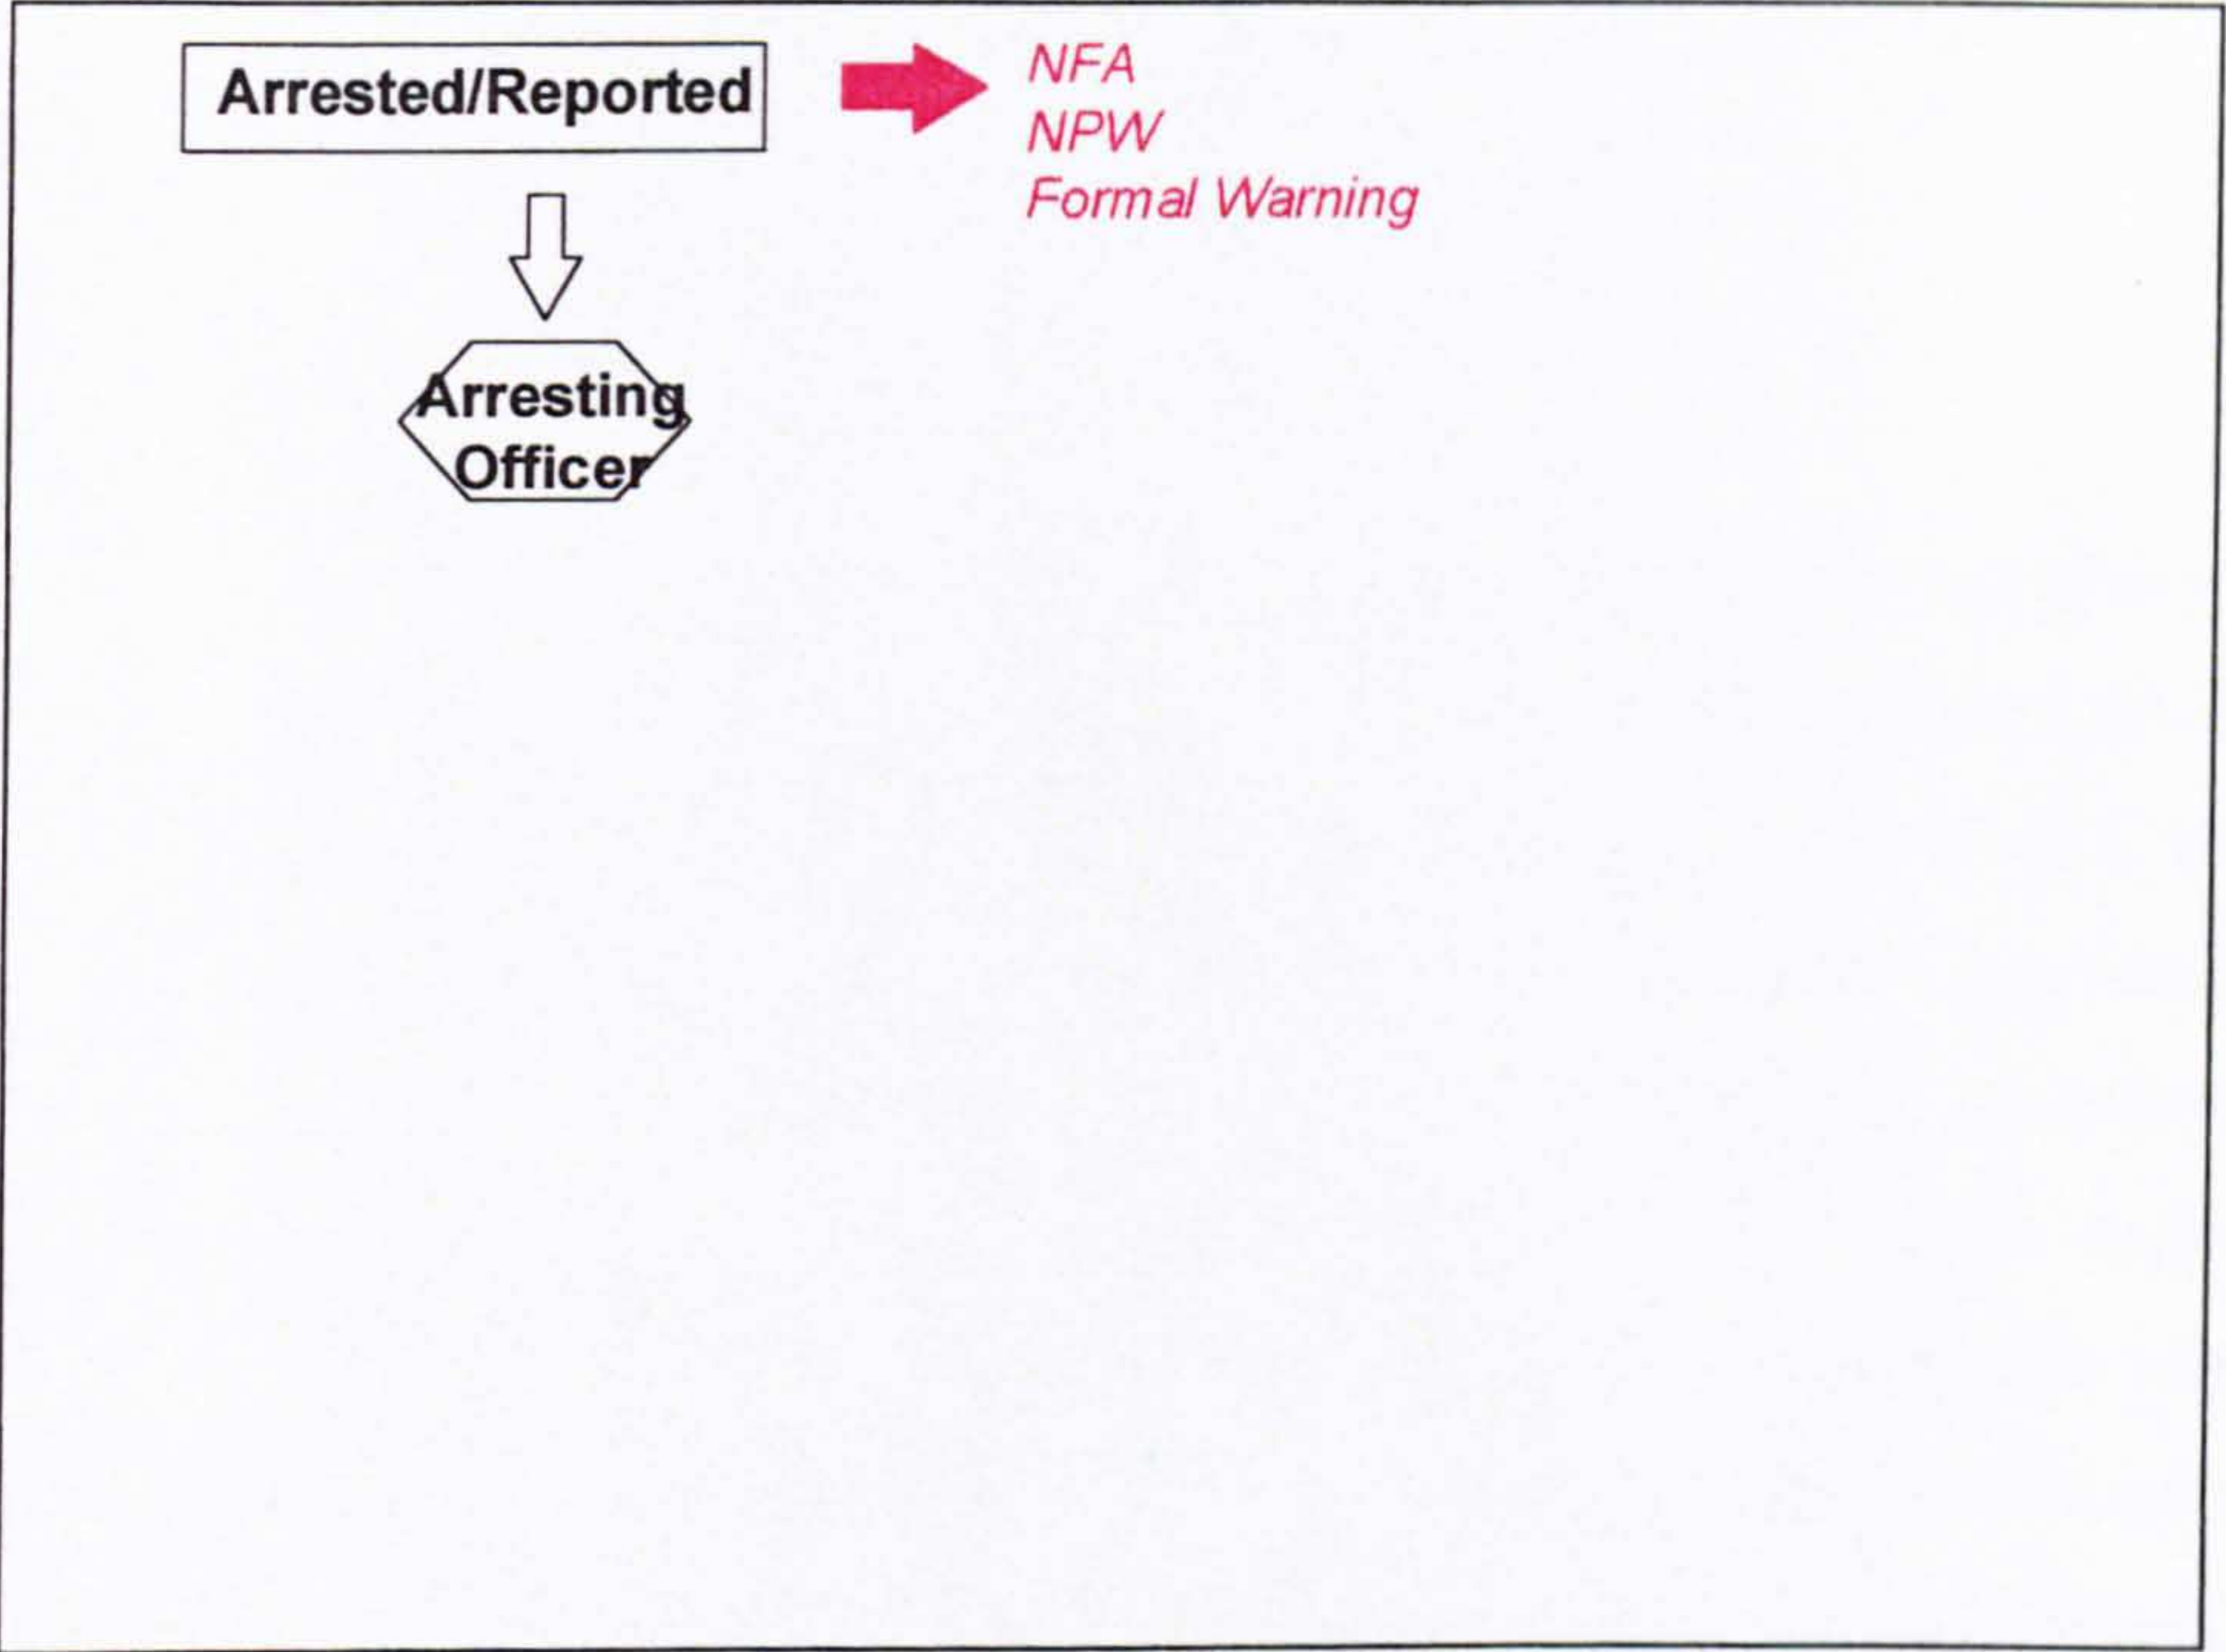 Arrested/Reported
NFA
NPW
Formal Warning
Arresting
Officer